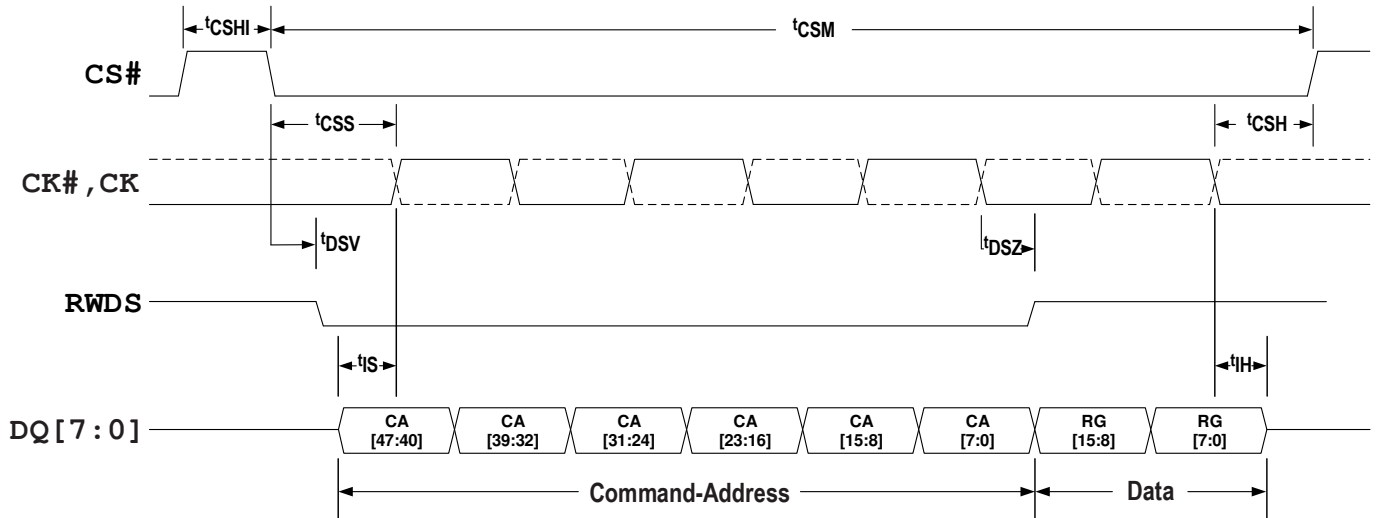 tCSHI
tCSM
CS#
tCSS
tCSH
CK#,CK
tDSV
tDSZ
RWDS
tIS
tIH
DQ[7:0]
CA
[47:40]
CA
[39:32]
CA
[31:24]
CA
[23:16]
CA
[15:8]
CA
[7:0]
RG
[15:8]
RG
[7:0]
Command-Address
Data